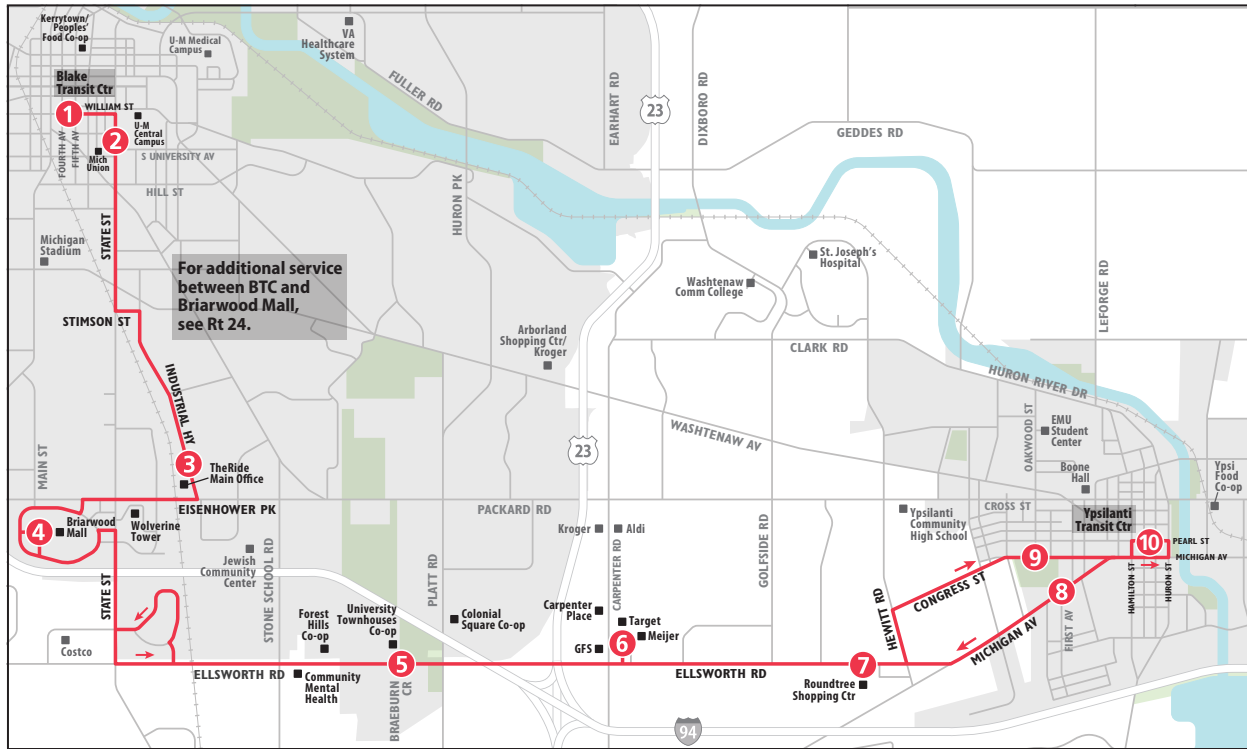 Kerrytown/
Peoples'
Food Co-op
U-M Medical
Campus
VA
Healthcare
System
Blake
Transit Ctr
1
WILLIAM ST
2
U-M
Central
Campus
FOURTH AV
FIFTH AV
Mich
Union
S UNIVERSITY AV
HILL ST
STATE ST
Michigan
Stadium
For additional service
between BTC and
Briarwood Mall,
see Rt 24.
STIMSON ST
INDUSTRIAL HY
MAIN ST
3
TheRide
Main Office
EISENHOWER PK
4
Briarwood
Mall
Wolverine
Tower
STATE ST
Costco
Jewish
Community
Center
STONE SCHOOL RD
Forest
Hills
Co-op
University
Townhouses
Co-op
5
ELLSWORTH RD
Community
Mental
Health
BRAEBURN
CR
PLATT RD
Colonial
Square Co-op
PACKARD RD
FULLER RD
HURON PK
EARHART RD
23
DIXBORO RD
GEDDES RD
Arborland
Shopping Ctr/
Kroger
Washtenaw
Comm College
St. Joseph's
Hospital
CLARK RD
LEFORGE RD
HURON RIVER DR
WASHTENAW AV
23
Kroger
Aldi
CARPENTER RD
Carpenter
Place
Target
Meijer
GFS
6
GOLFSIDE RD
ELLSWORTH RD
7
Roundtree
Shopping Ctr
94
HEWITT RD
CONGRESS ST
MICHIGAN AV
8
FIRST AV
9
Ypsilanti
Community
High School
OAKWOOD ST
EMU
Student
Center
Boone
Hall
CROSS ST
Ypsilanti
Transit Ctr
10
PEARL ST
MICHIGAN AV
HAMILTON ST
HURON ST
Ypsi
Food
Co-op